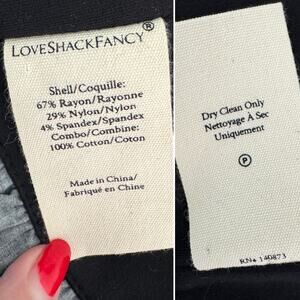 LOVESHACKFANCY®
Shell/Coquille:
67% Rayon/Rayonne
29% Nylon/Nylon
4% Spandex/Spandex
Combo/Combine:
100% Cotton/Coton
Made in China/
Fabriqué en Chine
Dry Clean Only
Nettoyage À Sec
Uniquement
P
RN# 140873